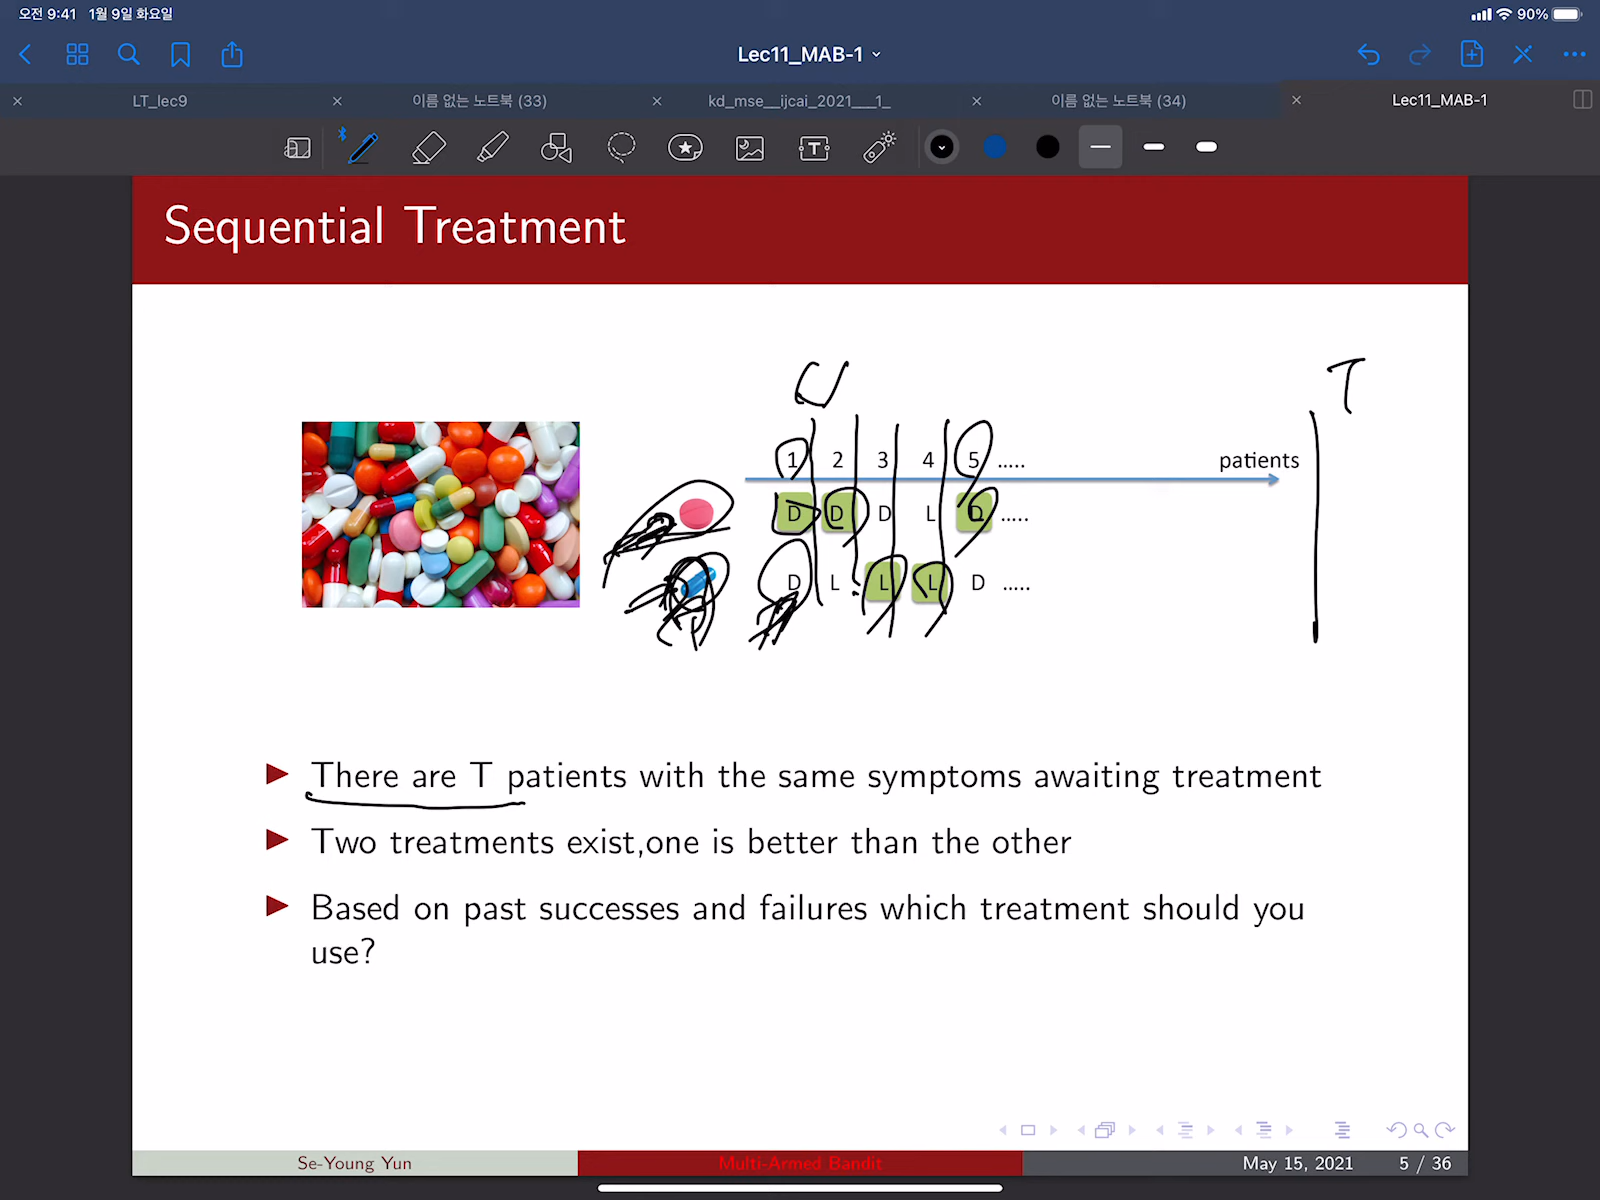 오전 9:41 1월 9일 화요일 90%
Lec11_MAB-1
LT_lec9 이름 없는 노트북 (33) kd_mse__ijcai_2021___1_ 이름 없는 노트북 (34) Lec11_MAB-1
Sequential Treatment
T
1 2 3 4 5 ..... patients
D D D L D .....
D L L L D .....
There are T patients with the same symptoms awaiting treatment
Two treatments exist,one is better than the other
Based on past successes and failures which treatment should you
use?
Se-Young Yun Multi-Armed Bandit May 15, 2021 5 / 36